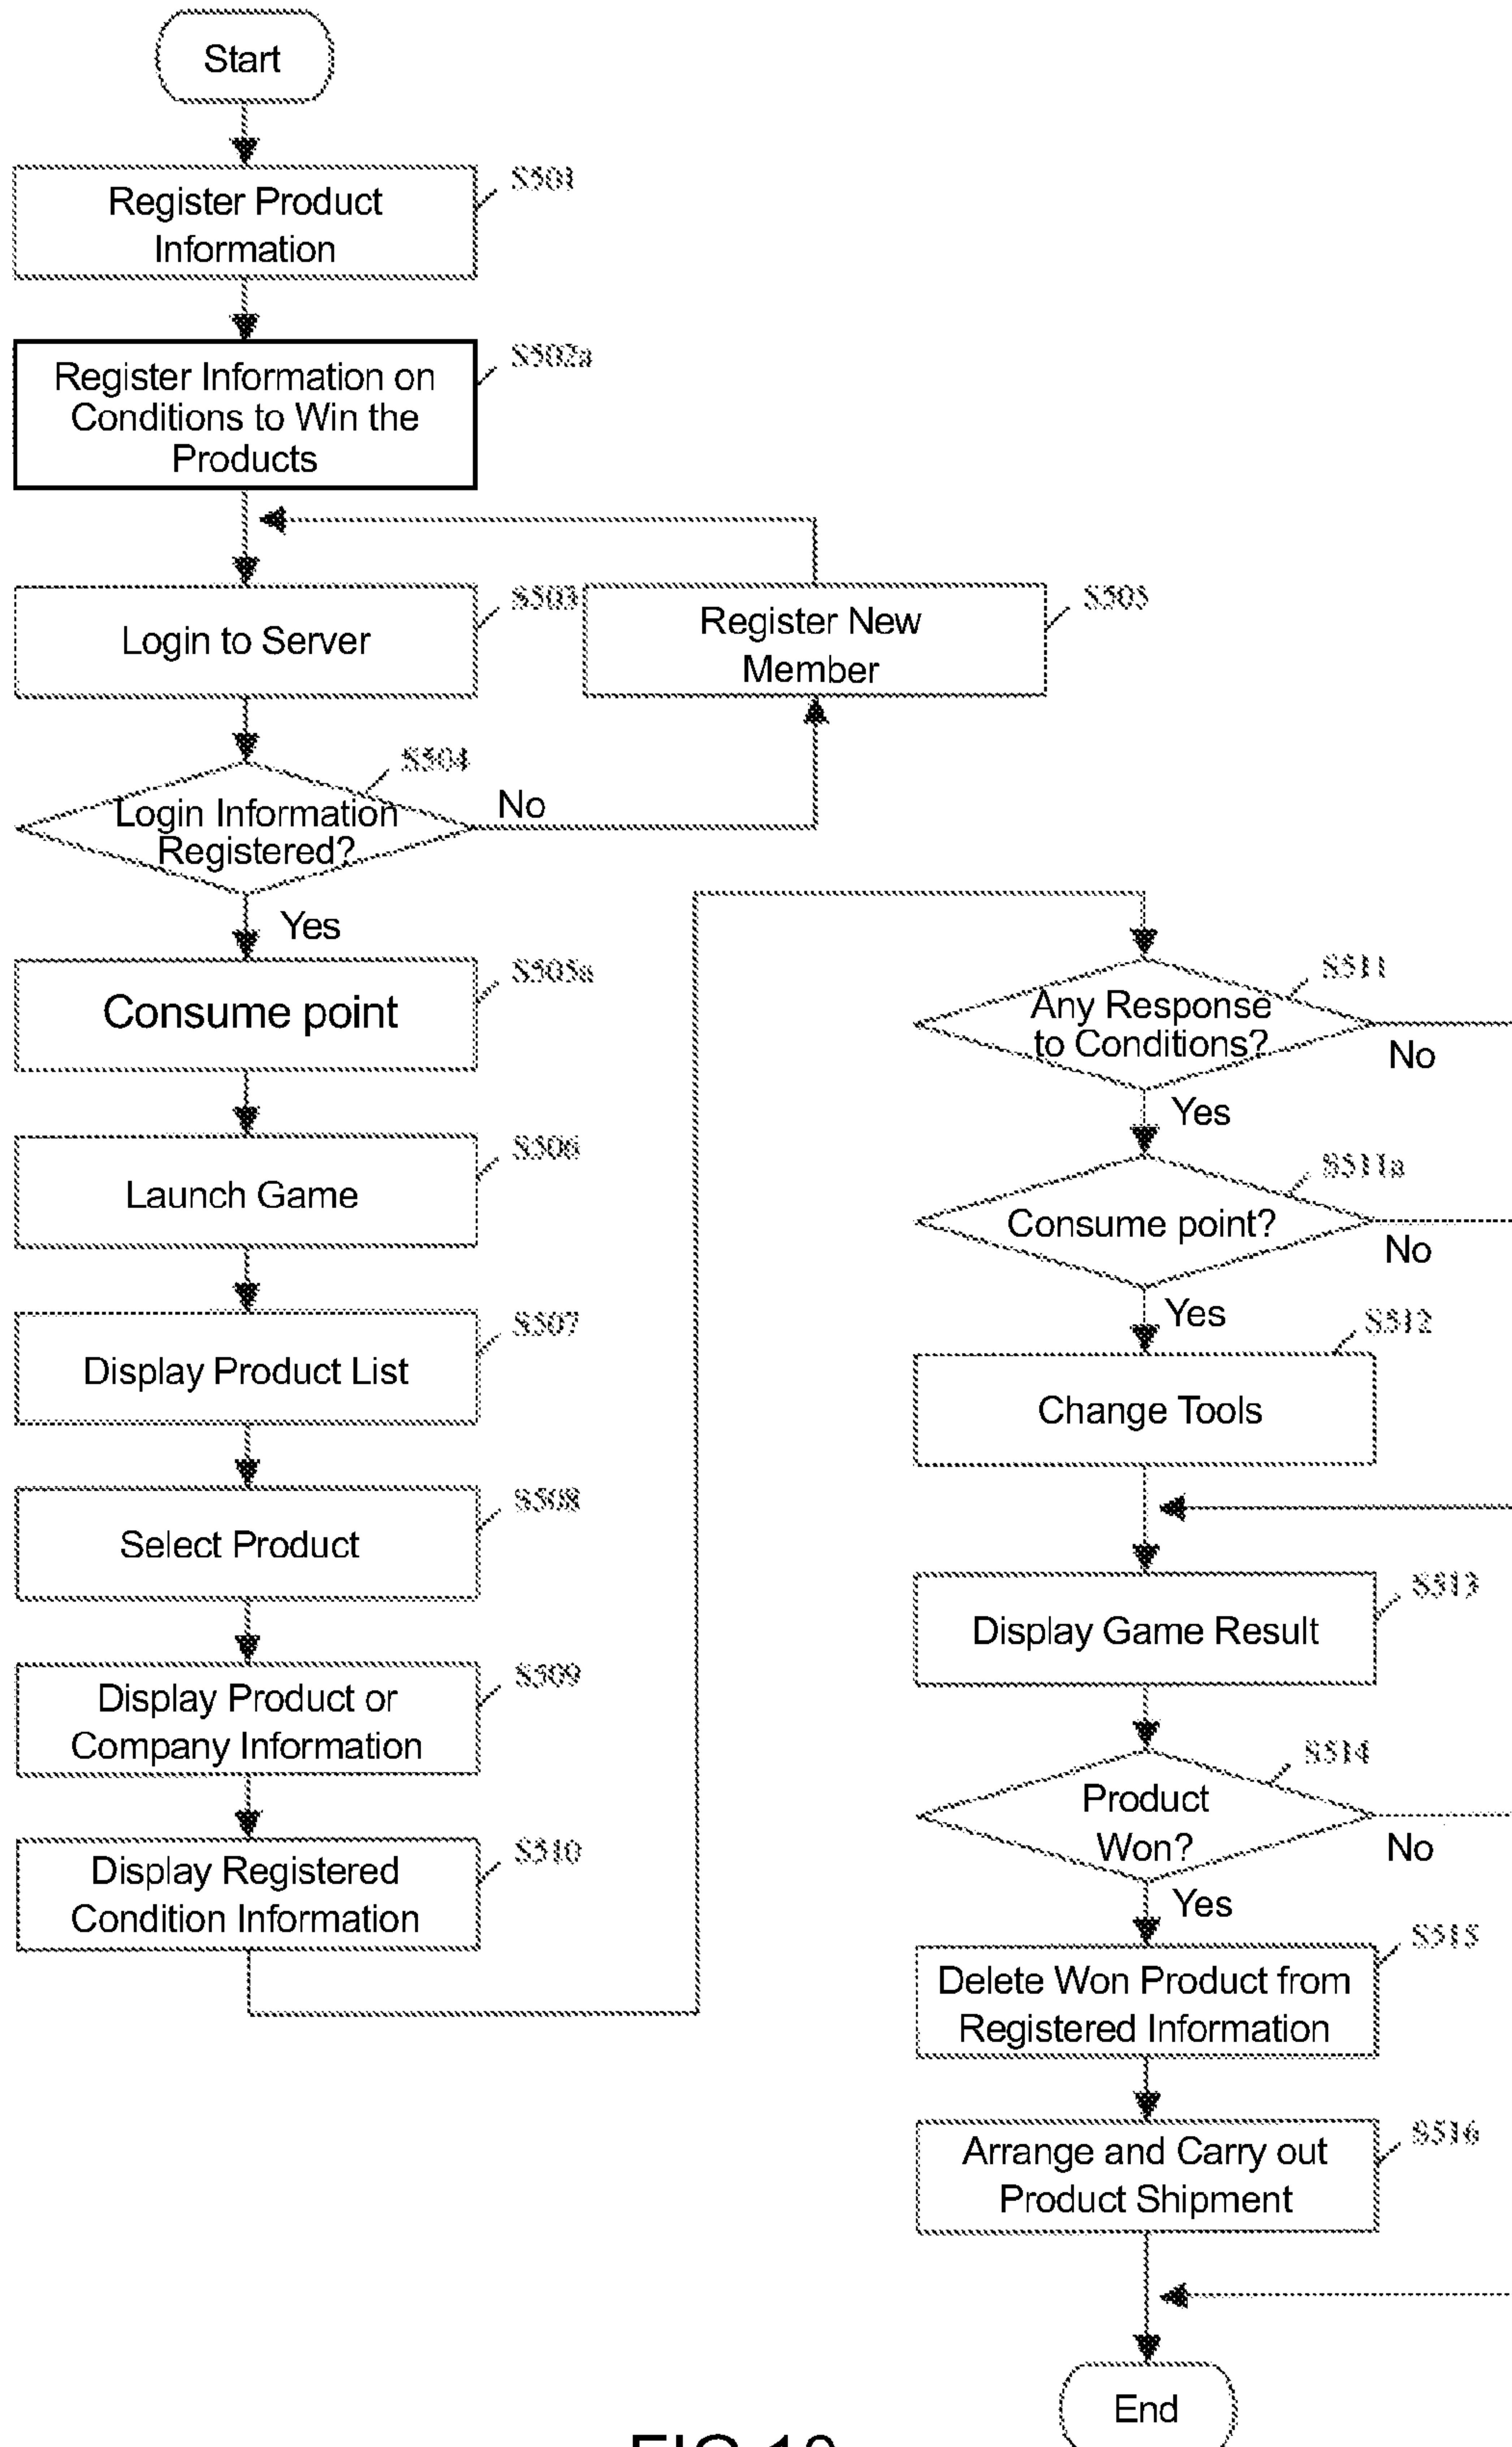 Start
Register Product
Information
S501
Register Information on
Conditions to Win the
Products
S502a
Login to Server
S503
Register New
Member
S505
Login Information
Registered?
S504
No
Yes
Consume point
S505a
Launch Game
S506
Display Product List
S507
Select Product
S508
Display Product or
Company Information
S509
Display Registered
Condition Information
S510
Any Response
to Conditions?
S511
No
Yes
Consume point?
S511a
No
Yes
Change Tools
S512
Display Game Result
S513
Product
Won?
S514
No
Yes
Delete Won Product from
Registered Information
S515
Arrange and Carry out
Product Shipment
S516
End